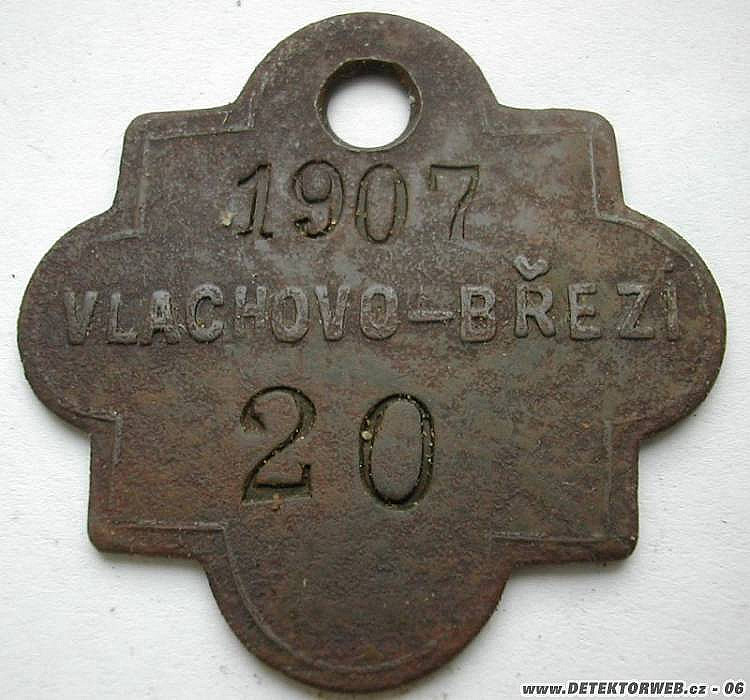 1907
VLACHOVO-BŘEZÍ
20
www.DETEKTORWEB.cz - 06